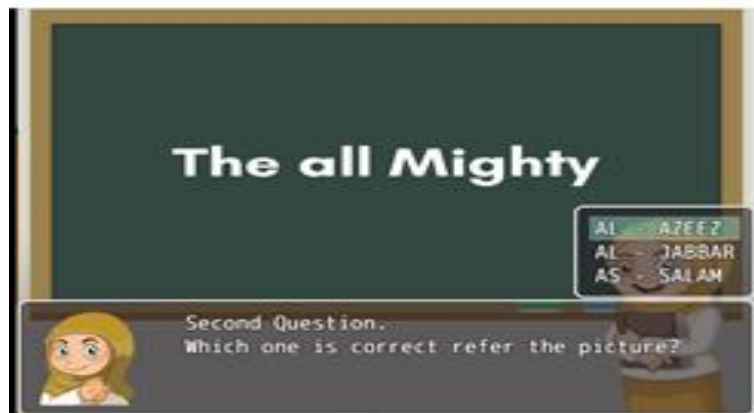 The all Mighty
AL - AZEEZ
AL - JABBAR
AS - SALAM
Second Question.
Which one is correct refer the picture?